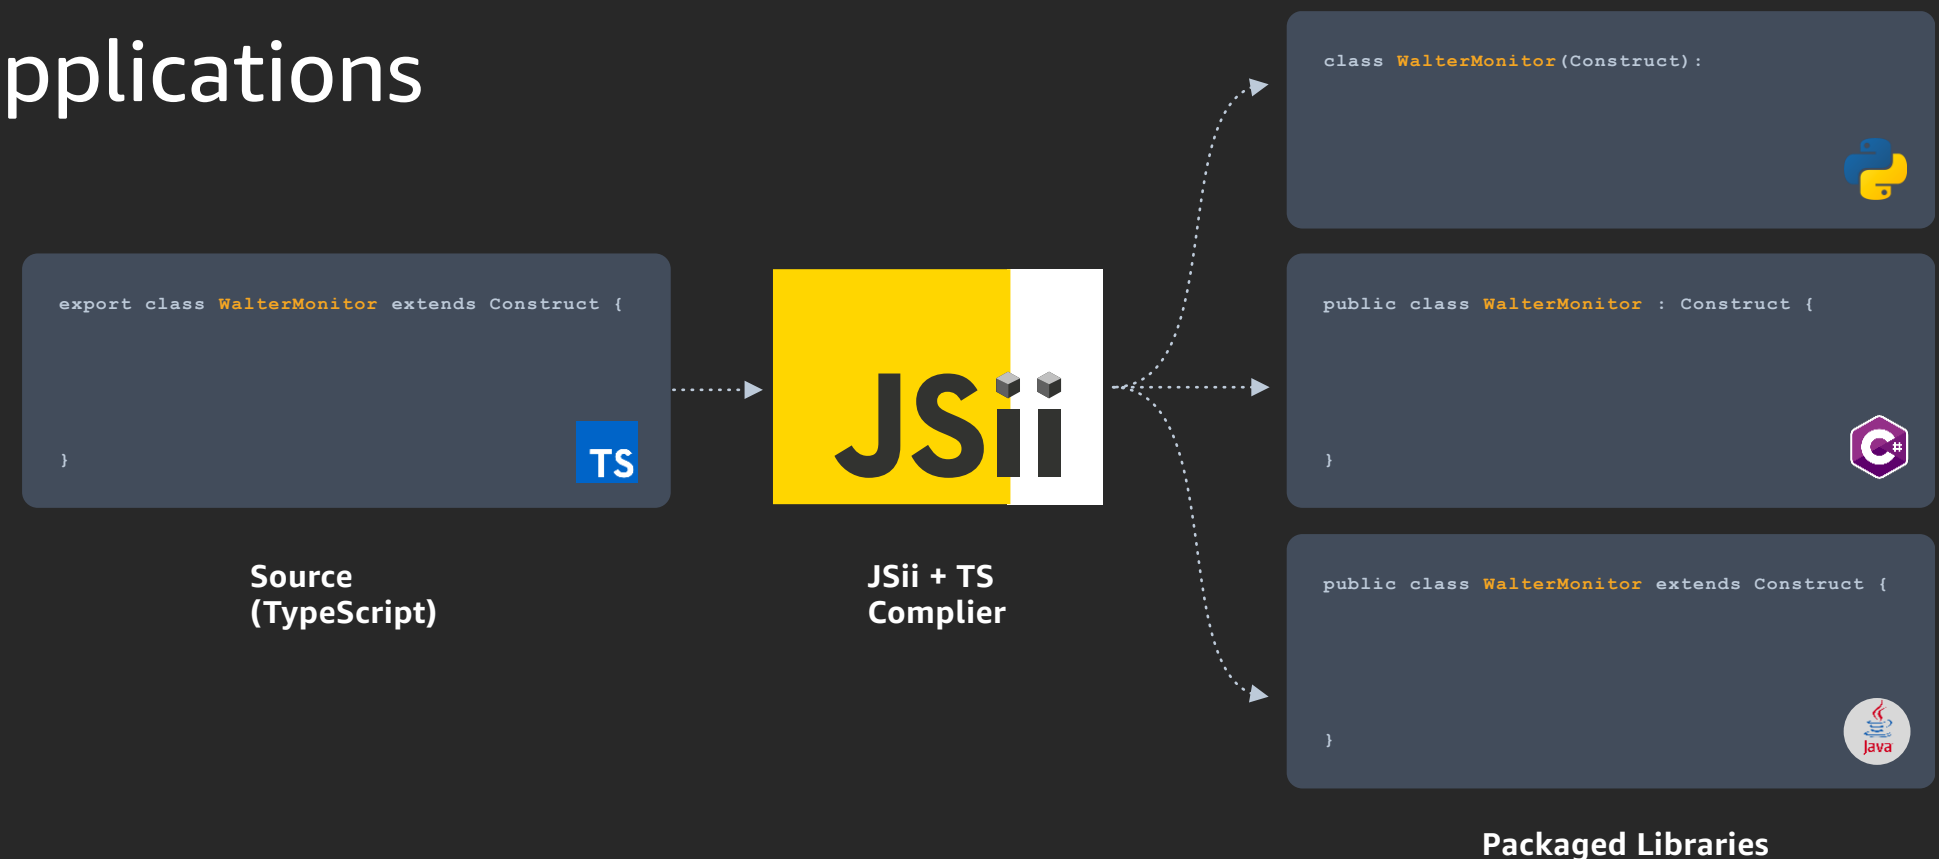 pplications
export class WalterMonitor extends Construct {
}
TS
Source
(TypeScript)
JSii
JSii + TS
Complier
class WalterMonitor(Construct):
public class WalterMonitor : Construct {
}
C#
public class WalterMonitor extends Construct {
}
Java
Packaged Libraries